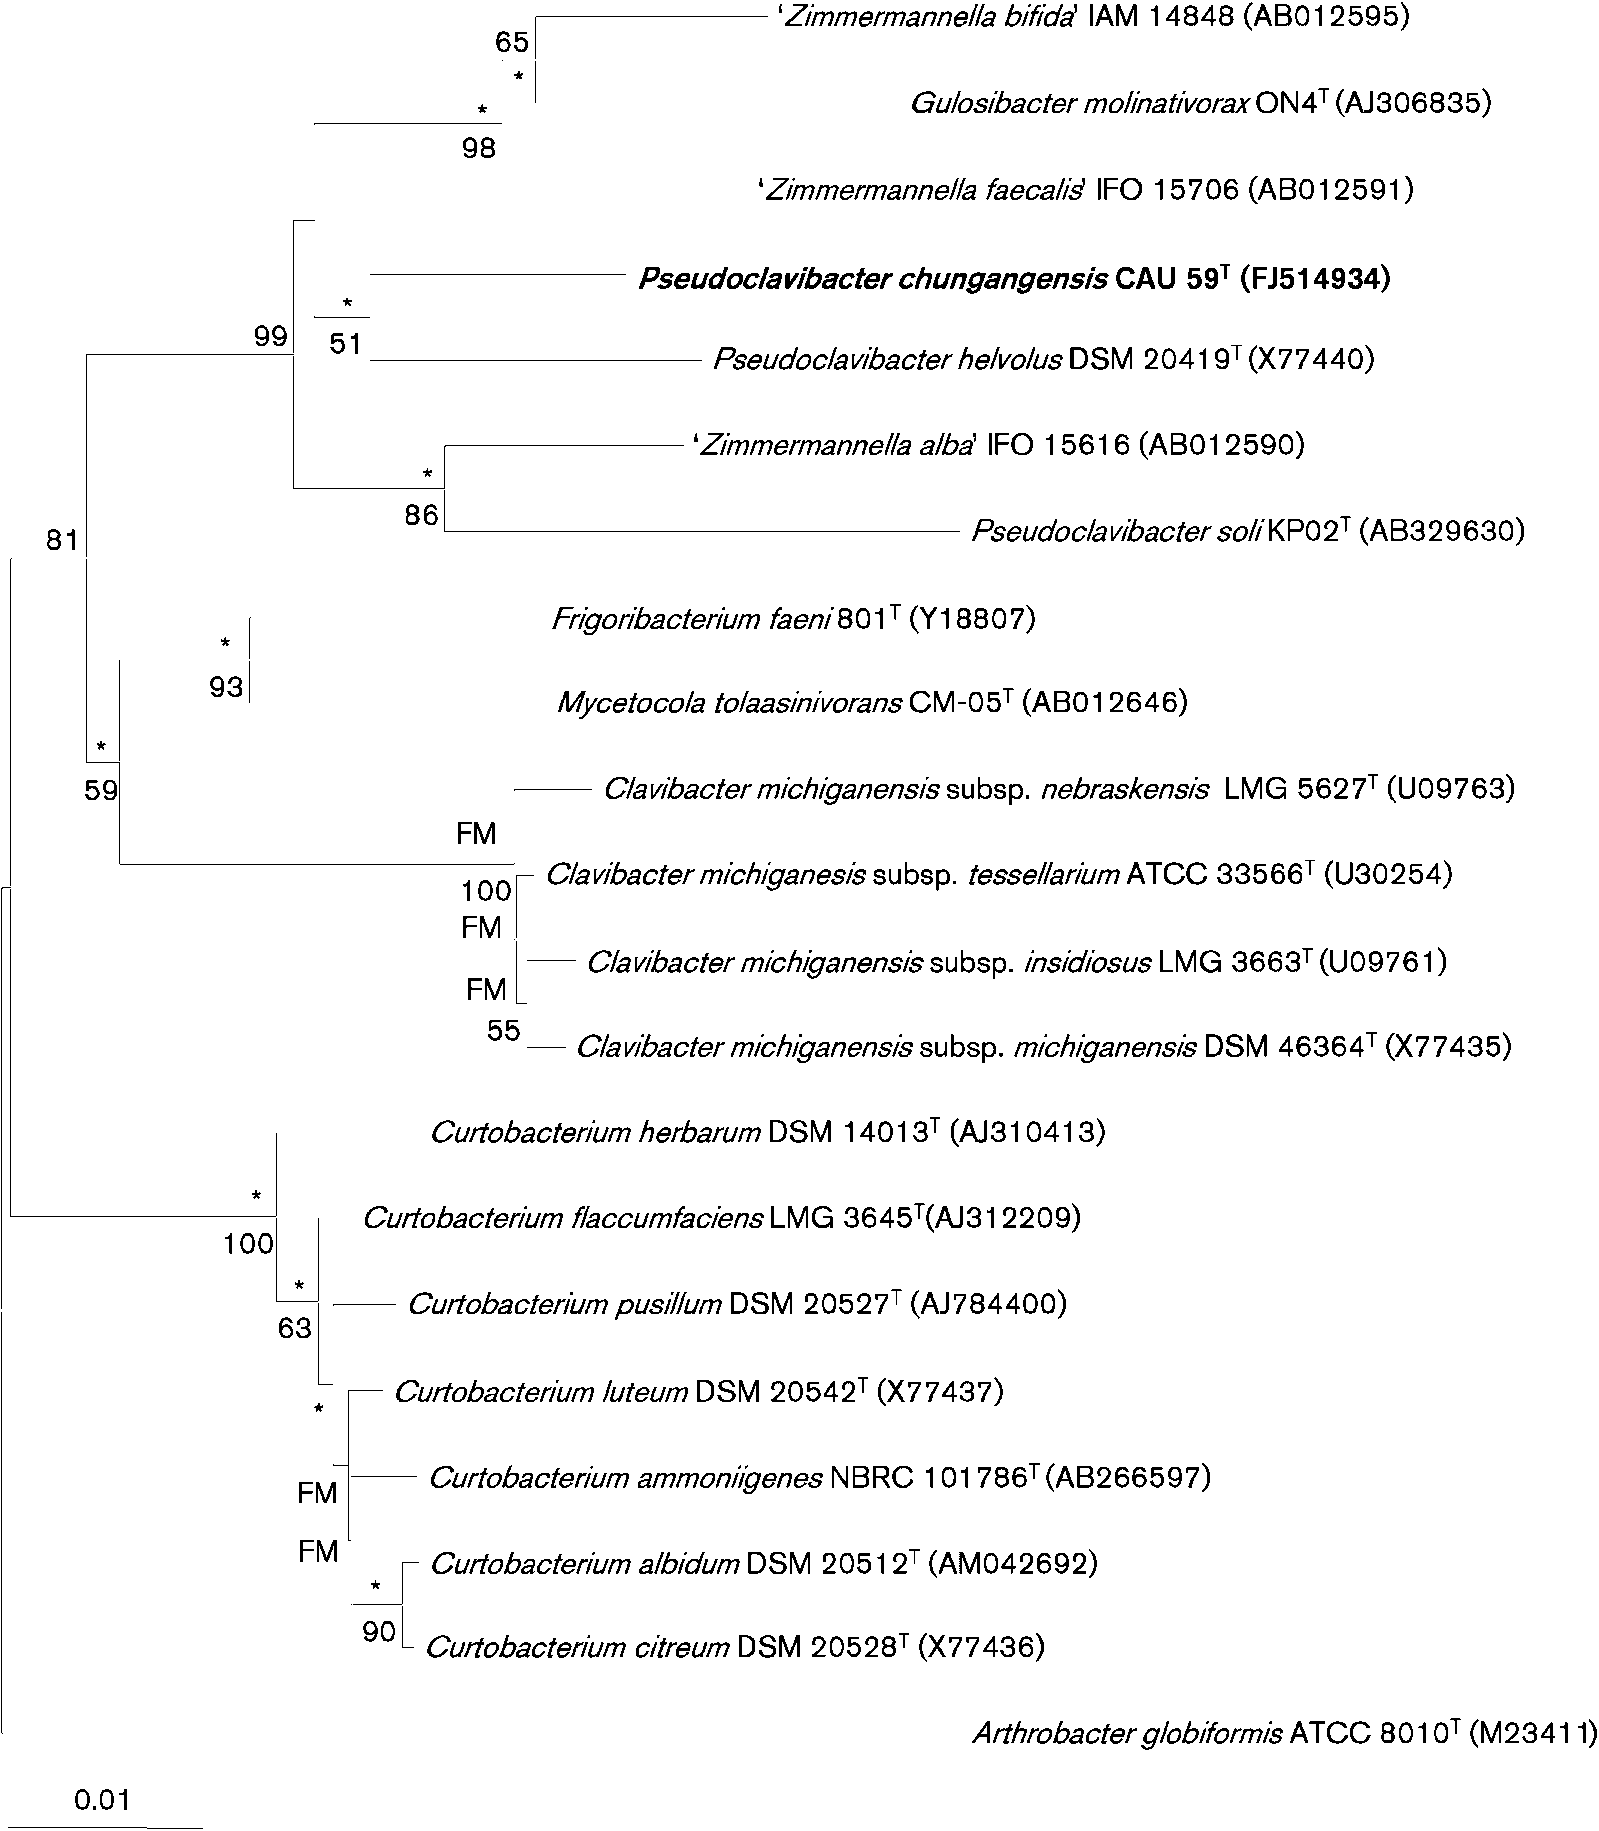 ‘Zimmermannella bifida’ IAM 14848 (AB012595)
65
*
*
Gulosibacter molinativorax ON4T (AJ306835)
98
‘Zimmermannella faecalis’ IFO 15706 (AB012591)
Pseudoclavibacter chungangensis CAU 59T (FJ514934)
*
99
51
Pseudoclavibacter helvolus DSM 20419T (X77440)
‘Zimmermannella alba’ IFO 15616 (AB012590)
*
86
Pseudoclavibacter soli KP02T (AB329630)
81
Frigoribacterium faeni 801T (Y18807)
*
93
Mycetocola tolaasinivorans CM-05T (AB012646)
*
59
Clavibacter michiganensis subsp. nebraskensis LMG 5627T (U09763)
FM
Clavibacter michiganesis subsp. tessellarium ATCC 33566T (U30254)
100
FM
Clavibacter michiganensis subsp. insidiosus LMG 3663T (U09761)
FM
55
Clavibacter michiganensis subsp. michiganensis DSM 46364T (X77435)
Curtobacterium herbarum DSM 14013T (AJ310413)
*
Curtobacterium flaccumfaciens LMG 3645T(AJ312209)
100
*
Curtobacterium pusillum DSM 20527T (AJ784400)
63
Curtobacterium luteum DSM 20542T (X77437)
*
Curtobacterium ammoniigenes NBRC 101786T (AB266597)
FM
FM
Curtobacterium albidum DSM 20512T (AM042692)
*
90
Curtobacterium citreum DSM 20528T (X77436)
Arthrobacter globiformis ATCC 8010T (M23411)
0.01